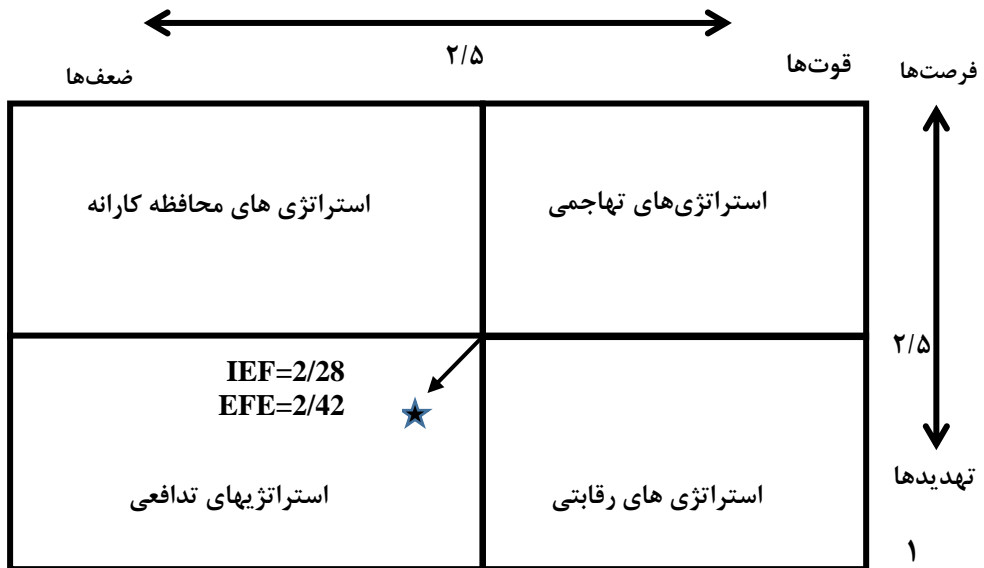 ۲/۵
فرصت‌ها
قوت‌ها
ضعف‌ها
استراتژی‌های تهاجمی
استراتژی های محافظه کارانه
۲/۵
IEF=2/28
EFE=2/42
تهدیدها
استراتژی های رقابتی
استراتژیهای تدافعی
۱